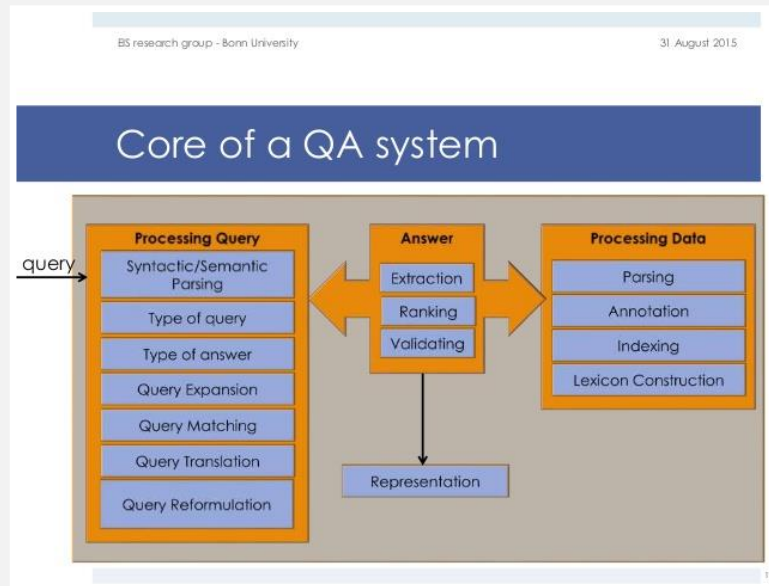 EIS research group - Bonn University
31 August 2015
Core of a QA system
query
Processing Query
Syntactic/Semantic
Parsing
Type of query
Type of answer
Query Expansion
Query Matching
Query Translation
Query Reformulation
Answer
Extraction
Ranking
Validating
Representation
Processing Data
Parsing
Annotation
Indexing
Lexicon Construction